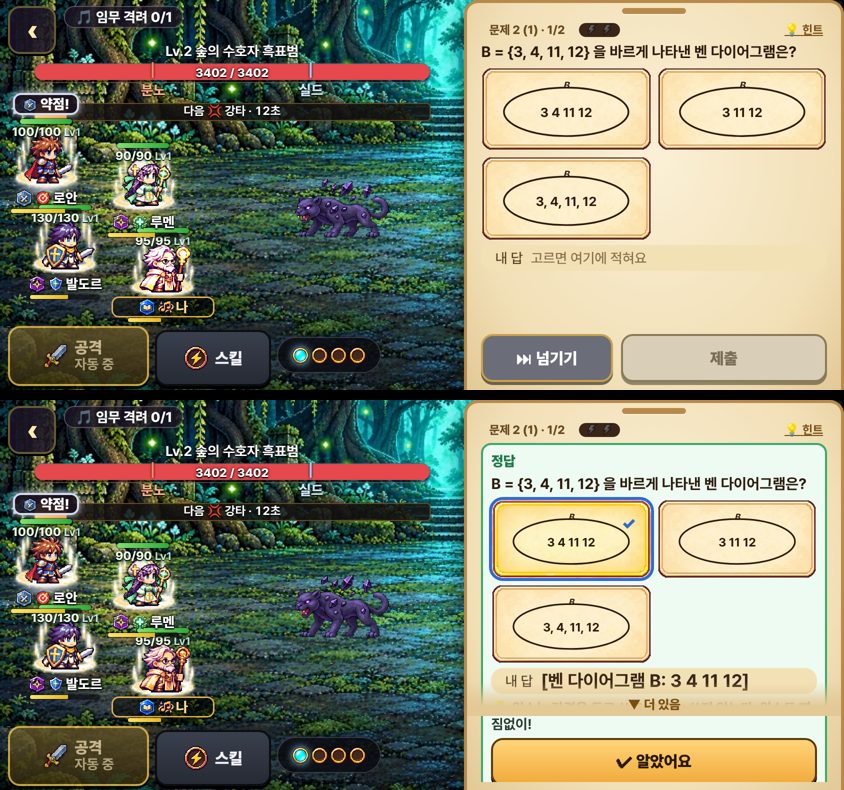 임무 격려 0/1
Lv.2 숲의 수호자 흑표범
3402 / 3402
분노 실드
약점!
다음 강타 · 12초
100/100 Lv1
90/90 Lv1
로안
루멘
130/130 Lv1
95/95 Lv1
발도르
나
공격
자동 중
스킬
문제 2 (1) · 1/2
힌트
B = {3, 4, 11, 12} 을 바르게 나타낸 벤 다이어그램은?
B
3 4 11 12
B
3 11 12
B
3, 4, 11, 12
내 답 고르면 여기에 적혀요
넘기기
제출
임무 격려 0/1
Lv.2 숲의 수호자 흑표범
3402 / 3402
분노 실드
약점!
다음 강타 · 12초
100/100 Lv1
90/90 Lv1
로안
루멘
130/130 Lv1
95/95 Lv1
발도르
나
공격
자동 중
스킬
문제 2 (1) · 1/2
힌트
정답
B = {3, 4, 11, 12} 을 바르게 나타낸 벤 다이어그램은?
B
3 4 11 12
B
3 11 12
B
3, 4, 11, 12
내 답 [벤 다이어그램 B: 3 4 11 12]
▼ 더 있음
짐없이!
알았어요